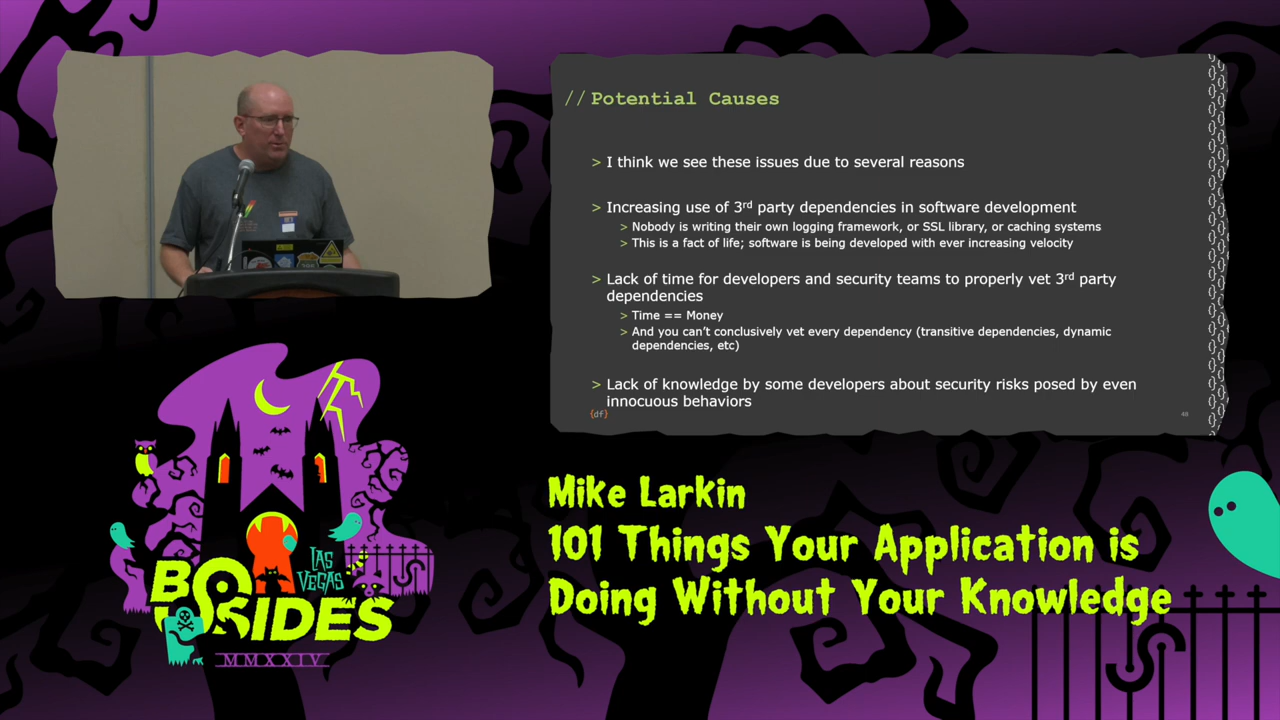 // Potential Causes
> I think we see these issues due to several reasons
> Increasing use of 3rd party dependencies in software development
> Nobody is writing their own logging framework, or SSL library, or caching systems
> This is a fact of life; software is being developed with ever increasing velocity
> Lack of time for developers and security teams to properly vet 3rd party
dependencies
> Time == Money
> And you can’t conclusively vet every dependency (transitive dependencies, dynamic
dependencies, etc)
> Lack of knowledge by some developers about security risks posed by even
innocuous behaviors
{df}
48
LAS
VEGAS
BSIDES
MMXXIV
Mike Larkin
101 Things Your Application is
Doing Without Your Knowledge